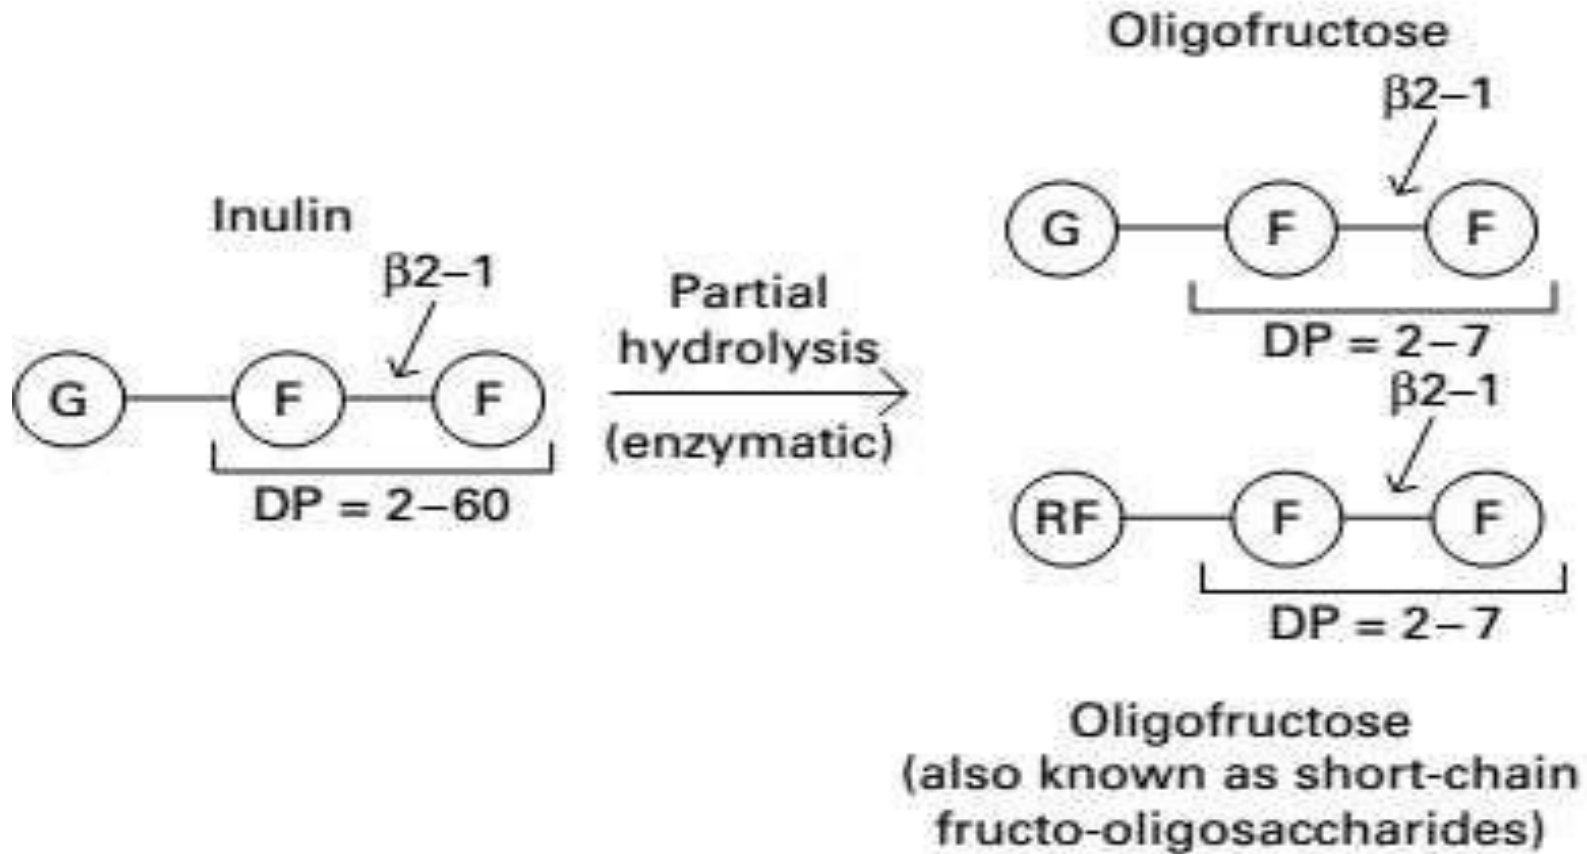 Inulin
β2–1
G
F
F
DP = 2–60
Partial
hydrolysis
(enzymatic)
Oligofructose
β2–1
G
F
F
DP = 2–7
β2–1
RF
F
F
DP = 2–7
Oligofructose
(also known as short-chain
fructo-oligosaccharides)